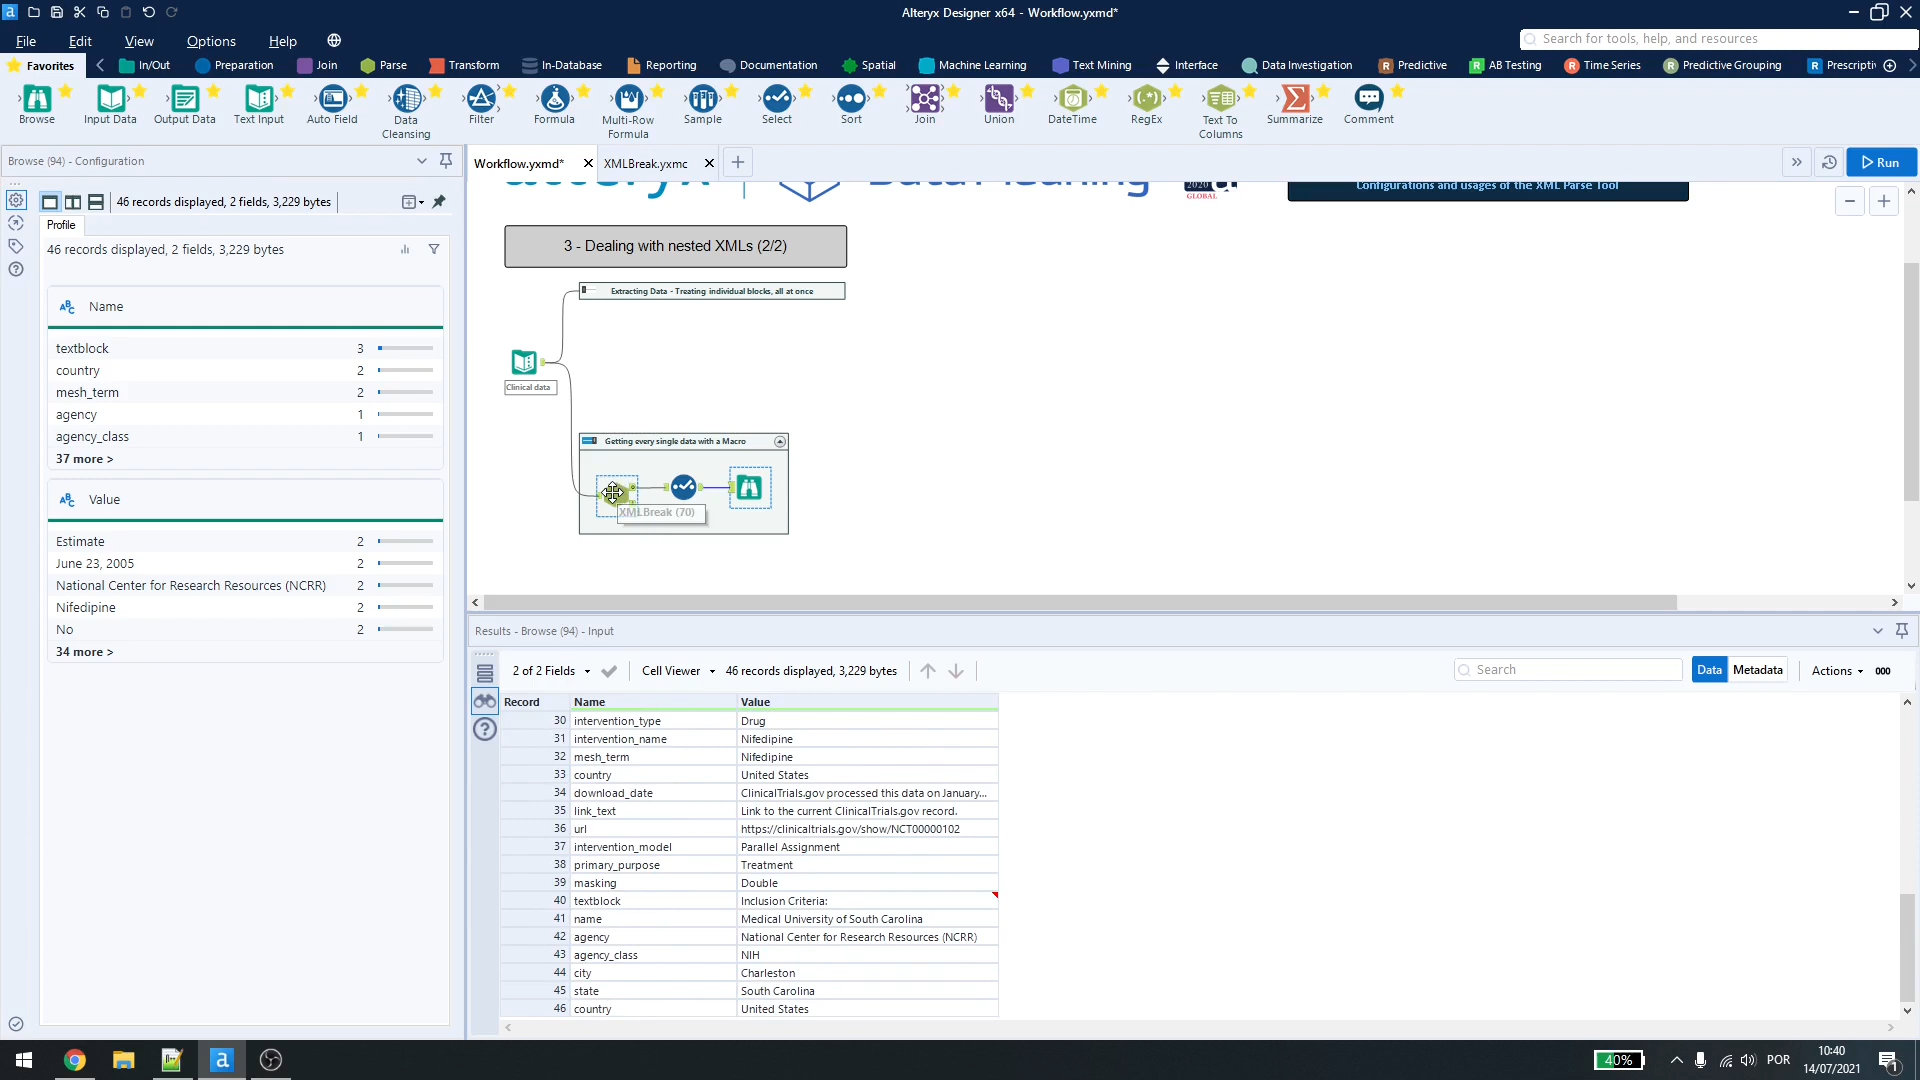 Alteryx Designer x64 - Workflow.yxmd*
File Edit View Options Help
Search for tools, help, and resources
Favorites In/Out Preparation Join Parse Transform In-Database Reporting Documentation Spatial Machine Learning Text Mining Interface Data Investigation Predictive AB Testing Time Series Predictive Grouping Prescripti
Browse Input Data Output Data Text Input Auto Field Data Cleansing Filter Formula Multi-Row Formula Sample Select Sort Join Union DateTime RegEx Text To Columns Summarize Comment
Browse (94) - Configuration
Workflow.yxmd* XMLBreak.yxmc
Run
46 records displayed, 2 fields, 3,229 bytes
Profile
46 records displayed, 2 fields, 3,229 bytes
Name
textblock 3
country 2
mesh_term 2
agency 1
agency_class 1
37 more >
Value
Estimate 2
June 23, 2005 2
National Center for Research Resources (NCRR) 2
Nifedipine 2
No 2
34 more >
2020
GLOBAL
Configurations and usages of the XML Parse Tool
3 - Dealing with nested XMLs (2/2)
Extracting Data - Treating individual blocks, all at once
Clinical data
Getting every single data with a Macro
XMLBreak (70)
Results - Browse (94) - Input
2 of 2 Fields Cell Viewer 46 records displayed, 3,229 bytes Search Data Metadata Actions 000
Record Name Value
30 intervention_type Drug
31 intervention_name Nifedipine
32 mesh_term Nifedipine
33 country United States
34 download_date ClinicalTrials.gov processed this data on January...
35 link_text Link to the current ClinicalTrials.gov record.
36 url https://clinicaltrials.gov/show/NCT00000102
37 intervention_model Parallel Assignment
38 primary_purpose Treatment
39 masking Double
40 textblock Inclusion Criteria:
41 name Medical University of South Carolina
42 agency National Center for Research Resources (NCRR)
43 agency_class NIH
44 city Charleston
45 state South Carolina
46 country United States
40% POR 10:40
14/07/2021
1